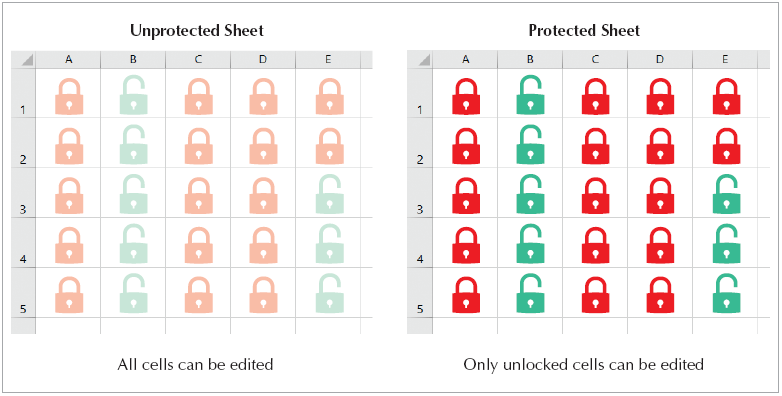 Unprotected Sheet Protected Sheet
A B C D E A B C D E
1 1
2 2
3 3
4 4
5 5
All cells can be edited Only unlocked cells can be edited